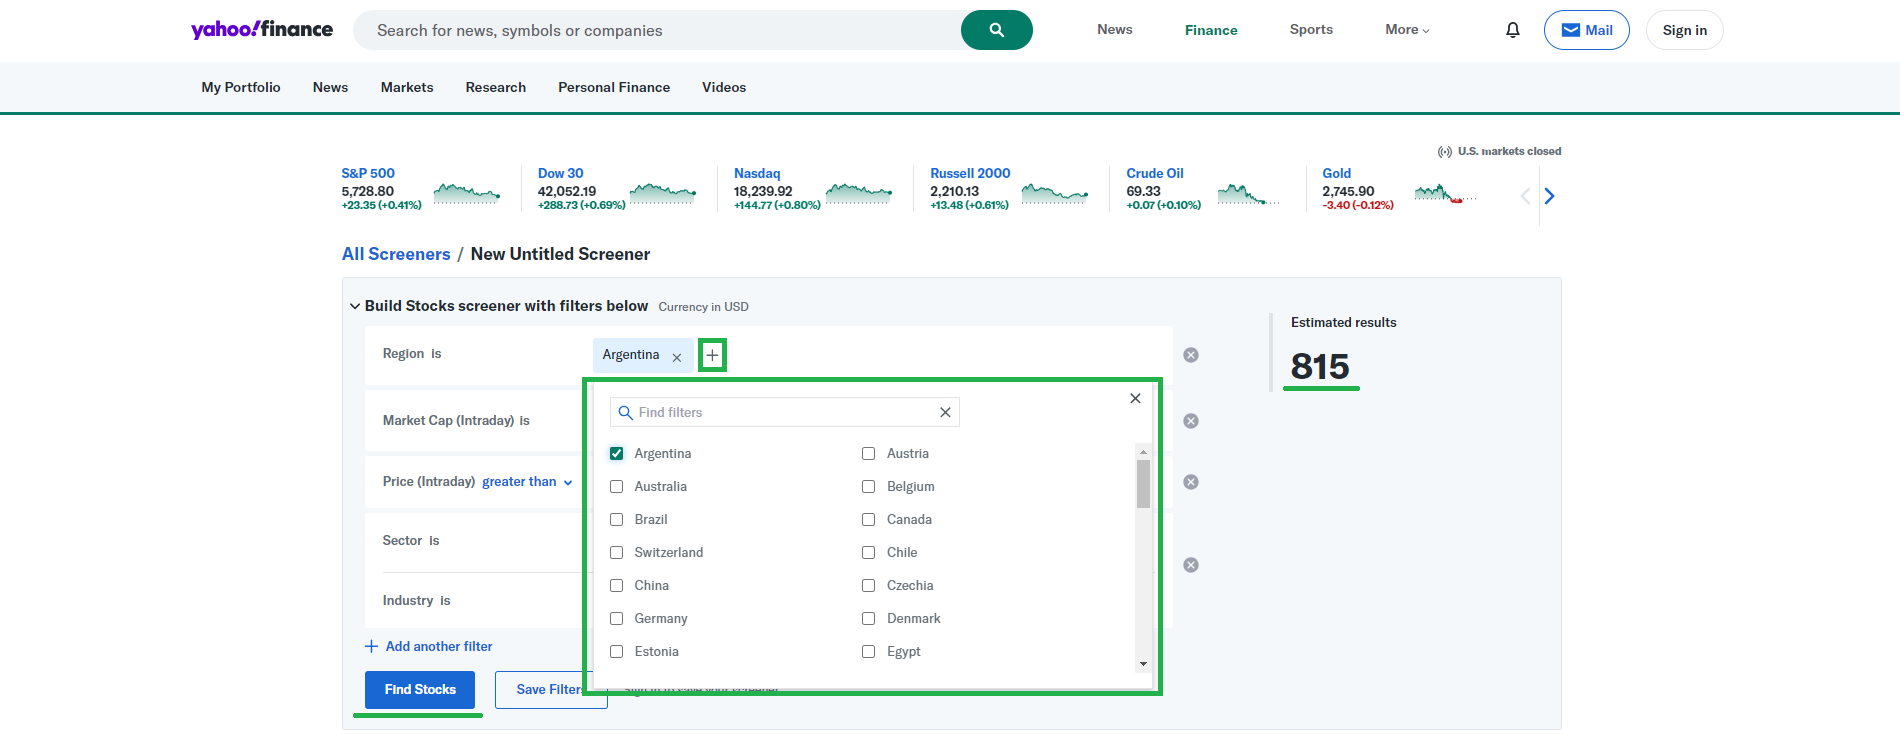 yahoo!finance
Search for news, symbols or companies
News Finance Sports More
Mail
Sign in
My Portfolio News Markets Research Personal Finance Videos
U.S. markets closed
S&P 500
5,728.80
+23.35 (+0.41%)
Dow 30
42,052.19
+288.73 (+0.69%)
Nasdaq
18,239.92
+144.77 (+0.80%)
Russell 2000
2,210.13
+13.48 (+0.61%)
Crude Oil
69.33
+0.07 (+0.10%)
Gold
2,745.90
-3.40 (-0.12%)
All Screeners / New Untitled Screener
Build Stocks screener with filters below Currency in USD
Estimated results
815
Region is
Argentina
Market Cap (Intraday) is
Price (Intraday) greater than
Sector is
Industry is
Find filters
Argentina Austria
Australia Belgium
Brazil Canada
Switzerland Chile
China Czechia
Germany Denmark
Estonia Egypt
Add another filter
Find Stocks
Save Filters